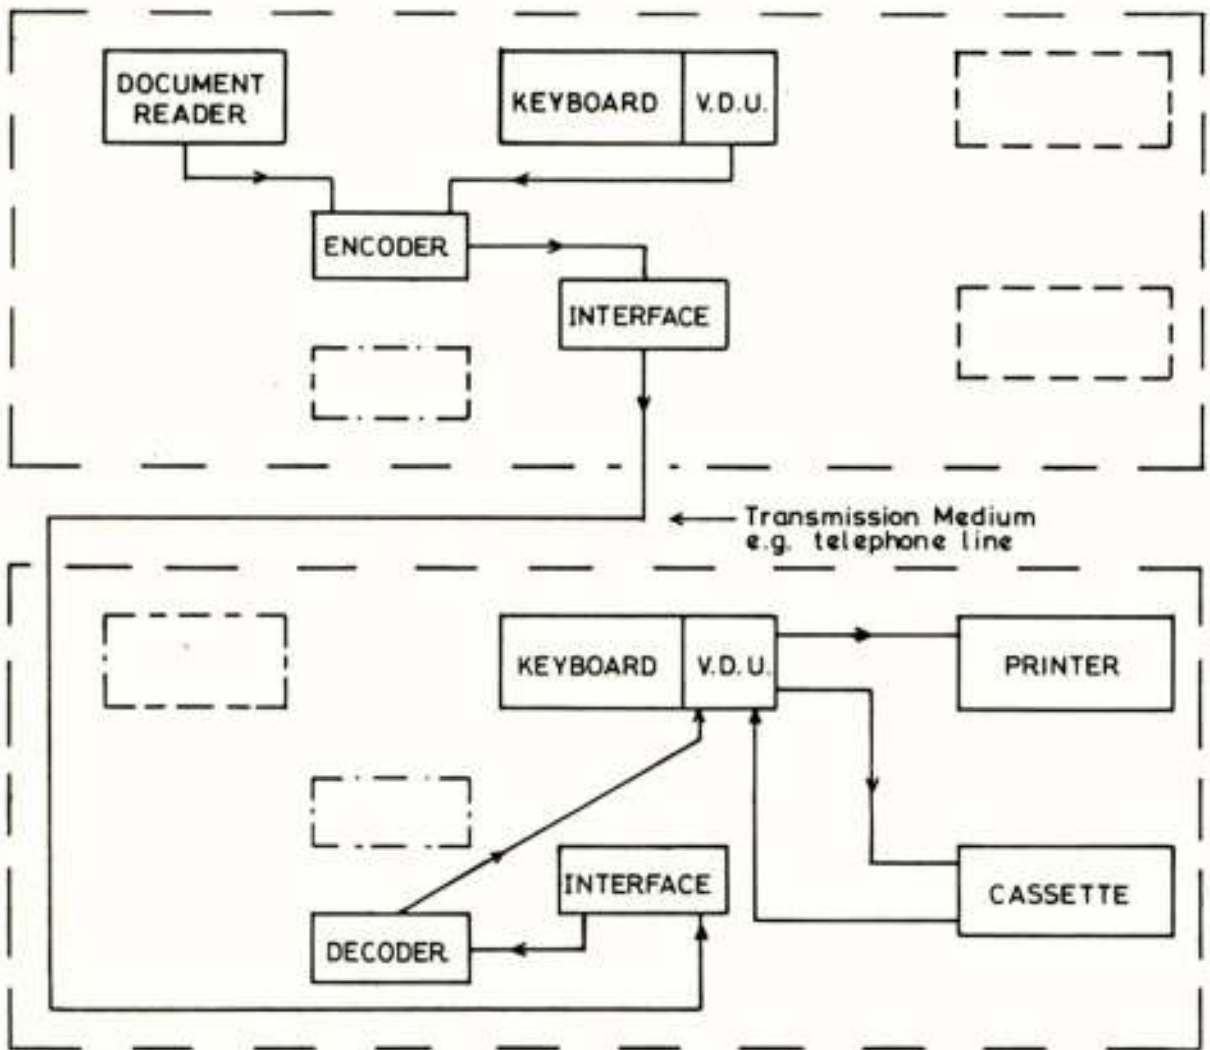 DOCUMENT
READER
KEYBOARD
V.D.U.
ENCODER
INTERFACE
Transmission Medium
e.g. telephone line
KEYBOARD
V.D.U.
PRINTER
INTERFACE
CASSETTE
DECODER